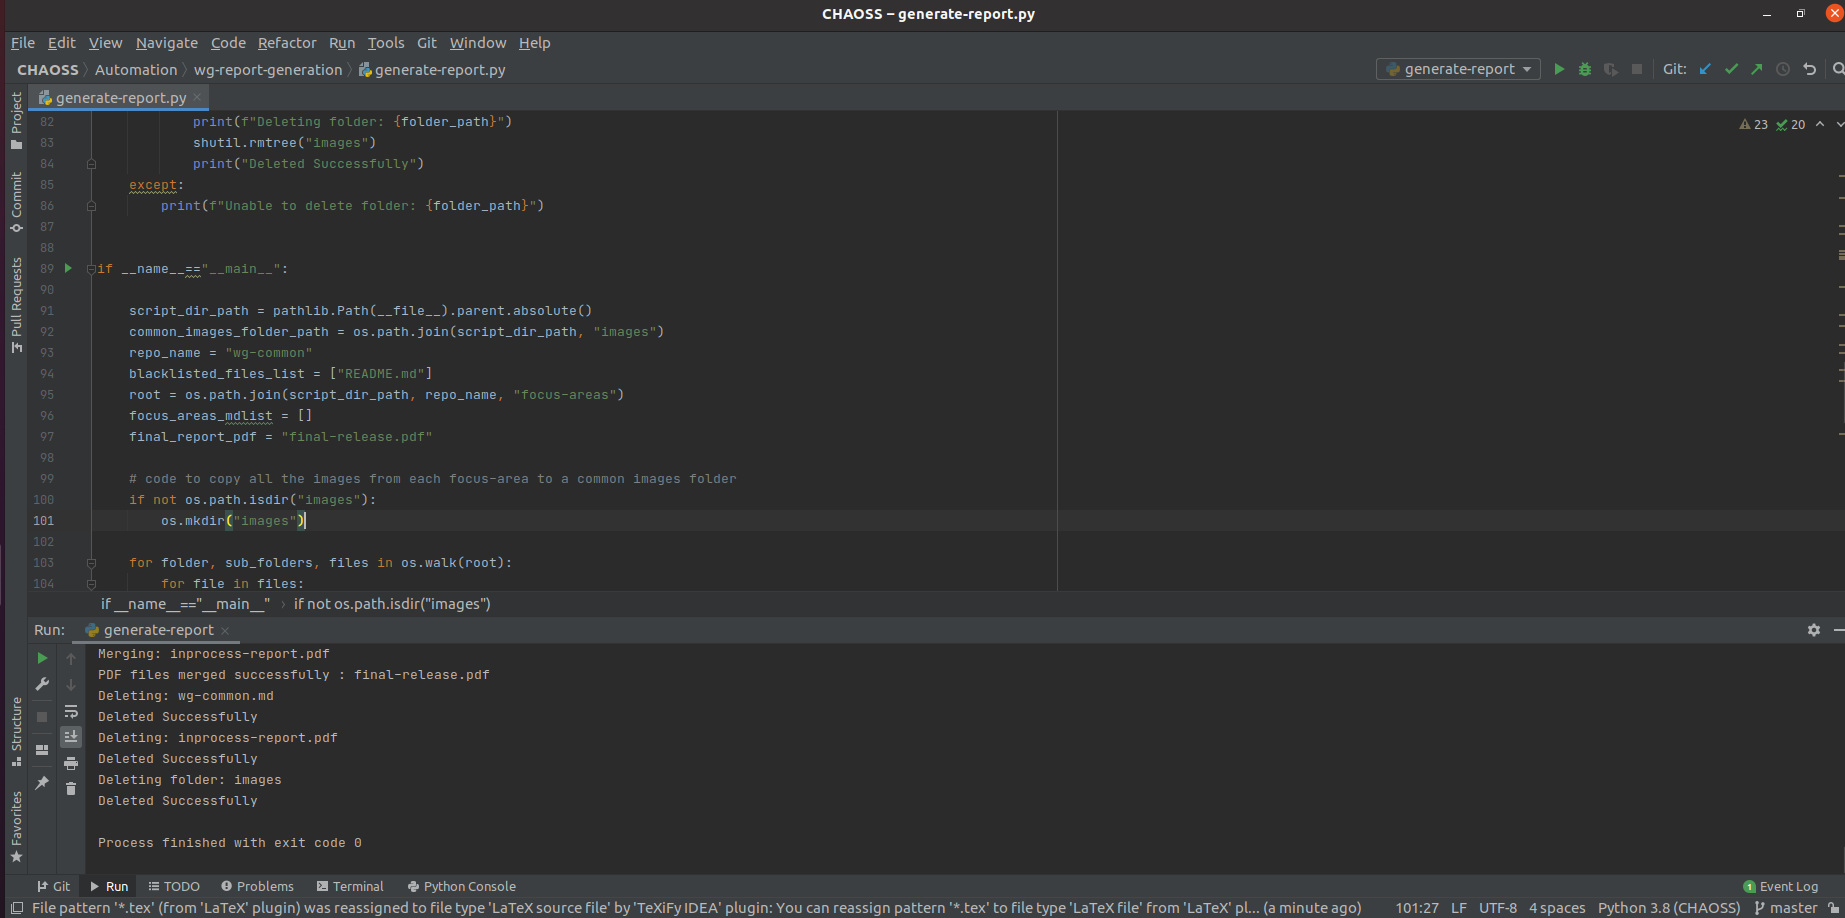 CHAOSS – generate-report.py
File Edit View Navigate Code Refactor Run Tools Git Window Help
CHAOSS Automation wg-report-generation generate-report.py
generate-report Git:
generate-report.py
Project
Commit
Pull Requests
Structure
Favorites
23 20
82 print(f"Deleting folder: {folder_path}")
83 shutil.rmtree("images")
84 print("Deleted Successfully")
85 except:
86 print(f"Unable to delete folder: {folder_path}")
87
88
89 if __name__=="__main__":
90
91 script_dir_path = pathlib.Path(__file__).parent.absolute()
92 common_images_folder_path = os.path.join(script_dir_path, "images")
93 repo_name = "wg-common"
94 blacklisted_files_list = ["README.md"]
95 root = os.path.join(script_dir_path, repo_name, "focus-areas")
96 focus_areas_mdlist = []
97 final_report_pdf = "final-release.pdf"
98
99 # code to copy all the images from each focus-area to a common images folder
100 if not os.path.isdir("images"):
101 os.mkdir("images")
102
103 for folder, sub_folders, files in os.walk(root):
104 for file in files:
if __name__=="__main__" › if not os.path.isdir("images")
Run: generate-report
Merging: inprocess-report.pdf
PDF files merged successfully : final-release.pdf
Deleting: wg-common.md
Deleted Successfully
Deleting: inprocess-report.pdf
Deleted Successfully
Deleting folder: images
Deleted Successfully
Process finished with exit code 0
Git Run TODO Problems Terminal Python Console 1 Event Log
File pattern '*.tex' (from 'LaTeX' plugin) was reassigned to file type 'LaTeX source file' by 'TeXiFy IDEA' plugin: You can reassign pattern '*.tex' to file type 'LaTeX file' from 'LaTeX' pl... (a minute ago) 101:27 LF UTF-8 4 spaces Python 3.8 (CHAOSS) master